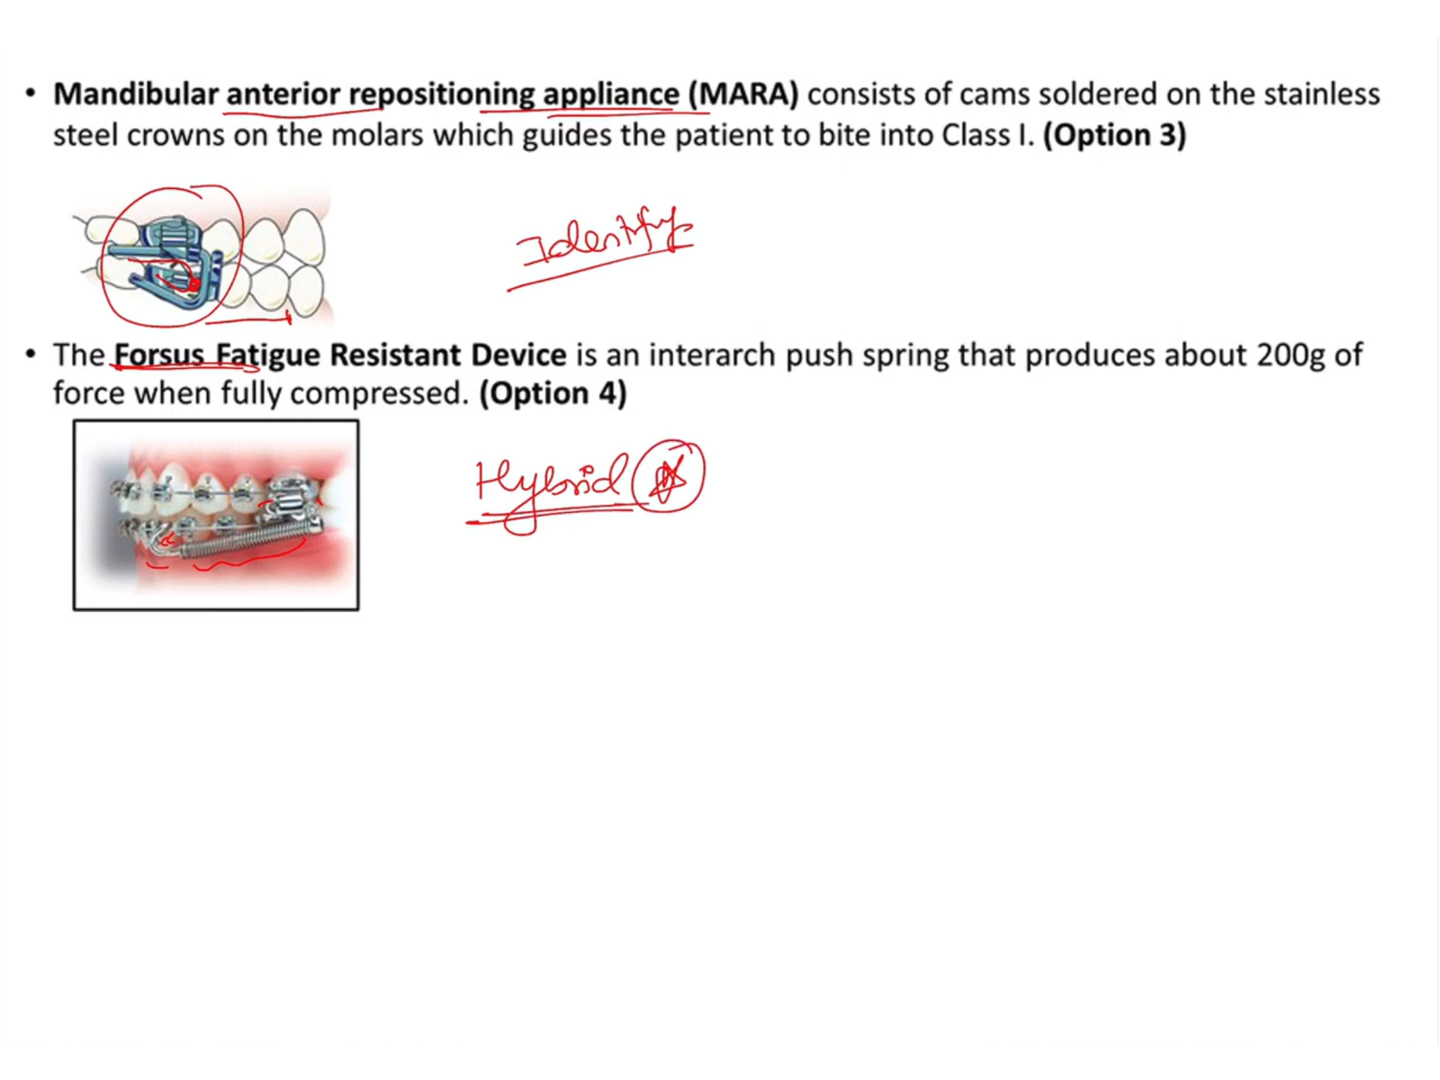 • Mandibular anterior repositioning appliance (MARA) consists of cams soldered on the stainless
steel crowns on the molars which guides the patient to bite into Class I. (Option 3)
Identify
• The Forsus Fatigue Resistant Device is an interarch push spring that produces about 200g of
force when fully compressed. (Option 4)
Hybrid